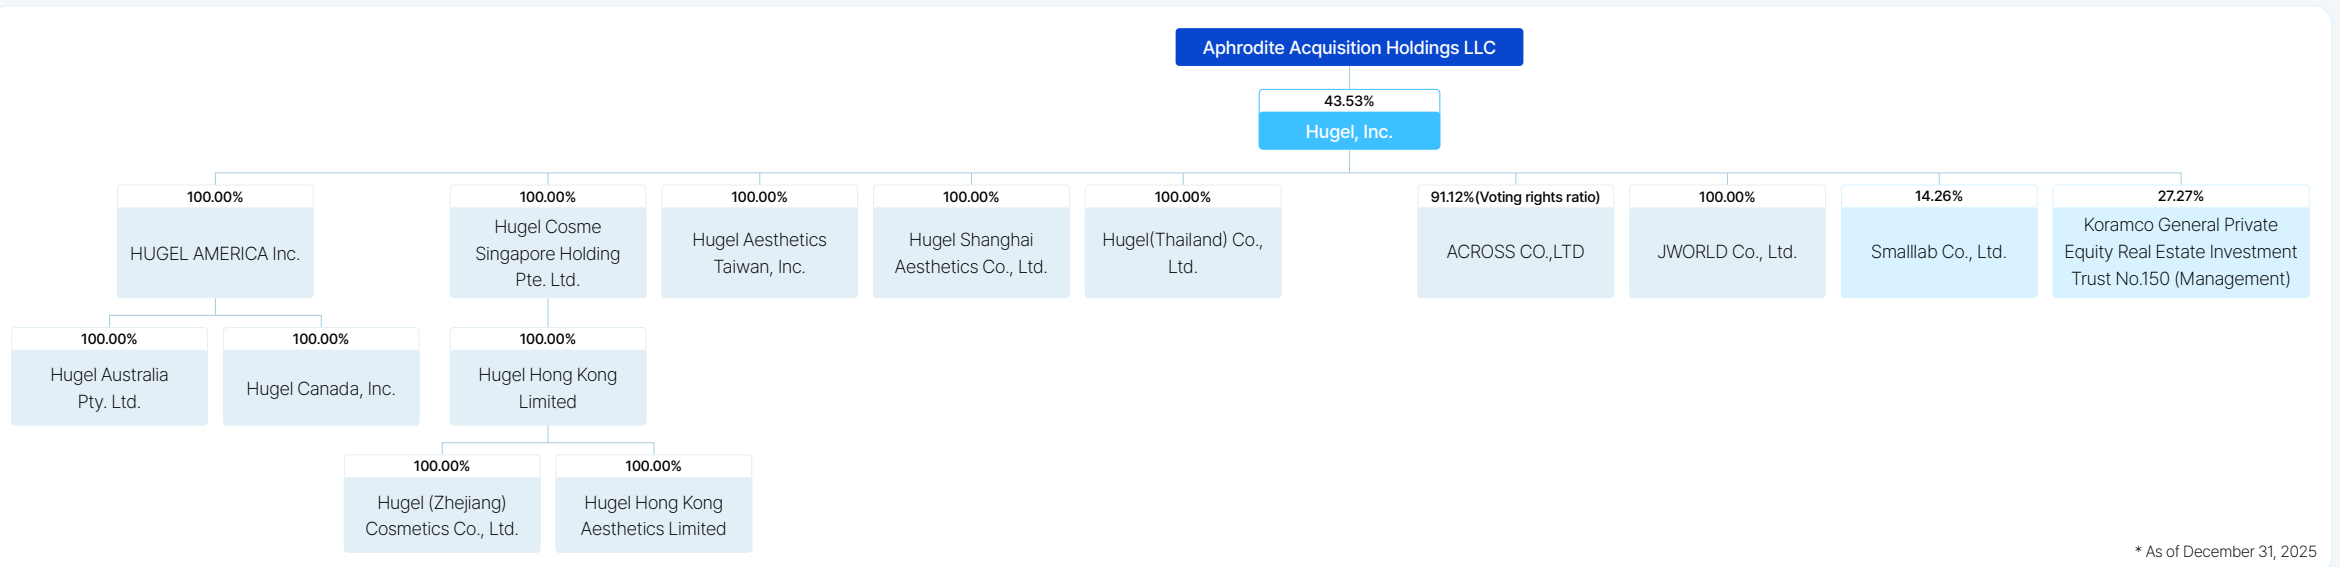 Aphrodite Acquisition Holdings LLC
43.53%
Hugel, Inc.
100.00%
HUGEL AMERICA Inc.
100.00%
Hugel Cosme
Singapore Holding
Pte. Ltd.
100.00%
Hugel Aesthetics
Taiwan, Inc.
100.00%
Hugel Shanghai
Aesthetics Co., Ltd.
100.00%
Hugel(Thailand) Co.,
Ltd.
91.12%(Voting rights ratio)
ACROSS CO.,LTD
100.00%
JWORLD Co., Ltd.
14.26%
Smalllab Co., Ltd.
27.27%
Koramco General Private
Equity Real Estate Investment
Trust No.150 (Management)
100.00%
Hugel Australia
Pty. Ltd.
100.00%
Hugel Canada, Inc.
100.00%
Hugel Hong Kong
Limited
100.00%
Hugel (Zhejiang)
Cosmetics Co., Ltd.
100.00%
Hugel Hong Kong
Aesthetics Limited
* As of December 31, 2025